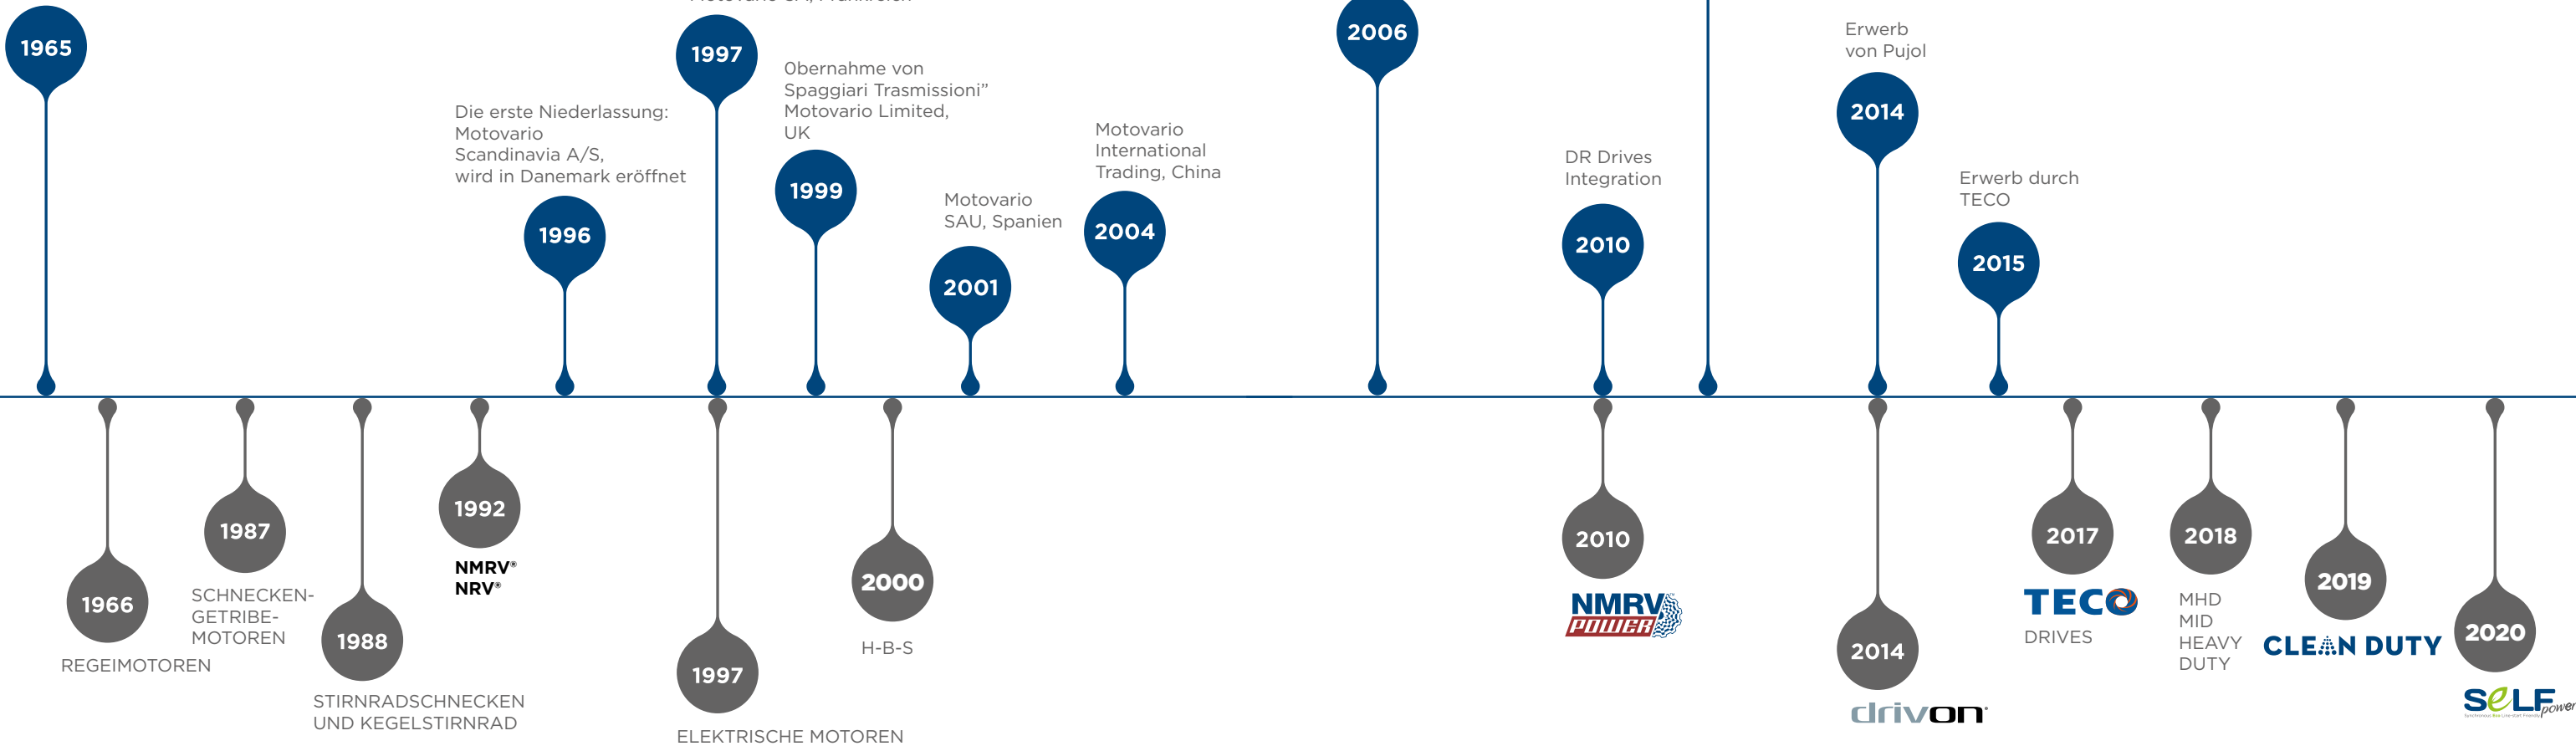 1965
1997
2006
Erwerb
von Pujol
0bernahme von
Spaggiari Trasmissioni”
Motovario Limited,
UK
Die erste Niederlassung:
Motovario
Scandinavia A/S,
wird in Danemark eröffnet
2014
Motovario
International
Trading, China
DR Drives
Integration
1999
Motovario
SAU, Spanien
Erwerb durch
TECO
1996
2004
2010
2015
2001
1992
NMRV®
NRV®
1987
SCHNECKEN-
GETRIBE-
MOTOREN
1966
REGEIMOTOREN
1988
STIRNRADSCHNECKEN
UND KEGELSTIRNRAD
1997
ELEKTRISCHE MOTOREN
2000
H-B-S
2010
NMRV
POWER
2014
drivon
2017
TECO
DRIVES
2018
MHD
MID
HEAVY
DUTY
2019
CLEAN DUTY
2020
SeLF
power